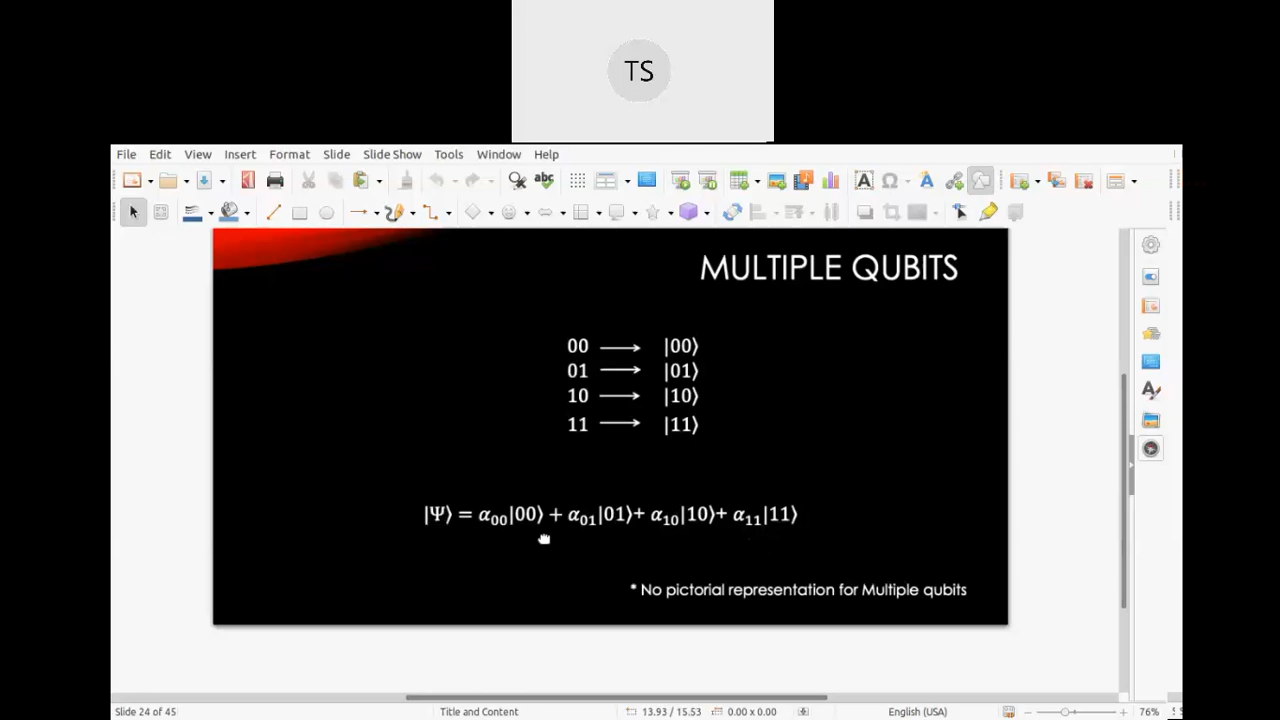 TS
File Edit View Insert Format Slide Slide Show Tools Window Help
MULTIPLE QUBITS
00 ⟶ |00⟩
01 ⟶ |01⟩
10 ⟶ |10⟩
11 ⟶ |11⟩
|Ψ⟩ = α₀₀|00⟩ + α₀₁|01⟩+ α₁₀|10⟩+ α₁₁|11⟩
* No pictorial representation for Multiple qubits
Slide 24 of 45 Title and Content 13.93 / 15.53 0.00 x 0.00 English (USA) 76%